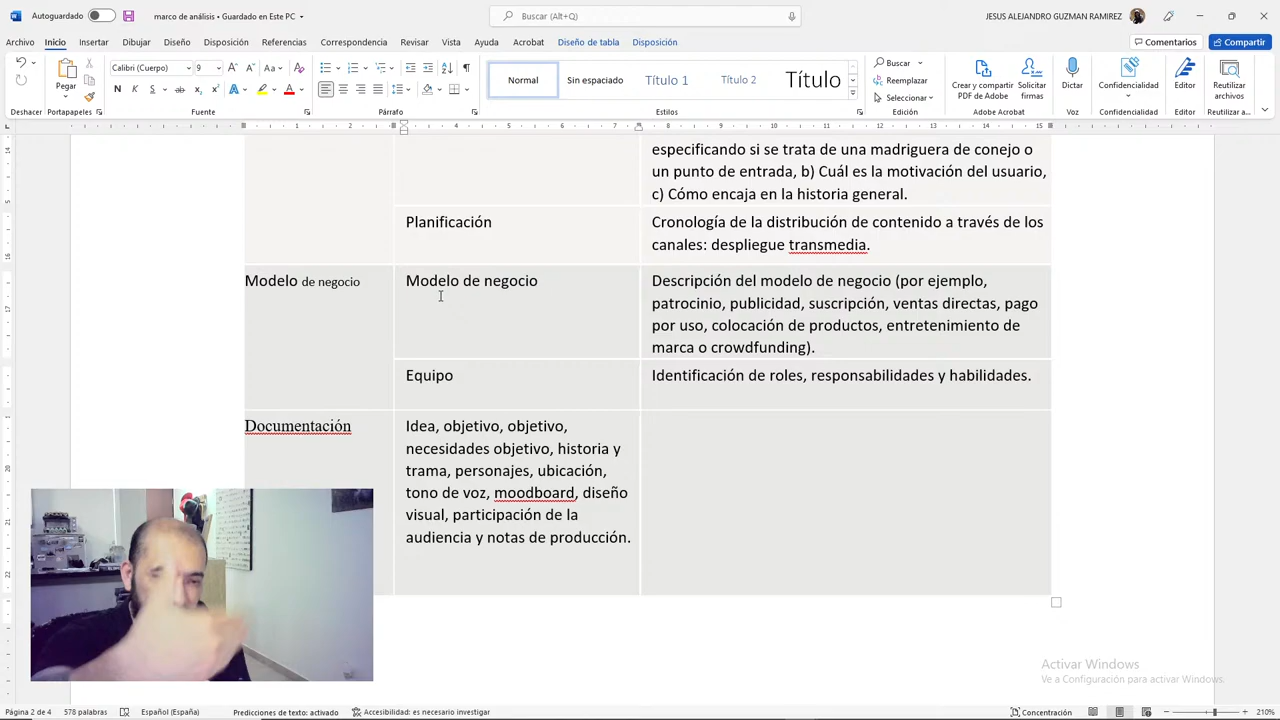 Autoguardado
marco de análisis • Guardado en Este PC
Buscar (Alt+Q)
JESUS ALEJANDRO GUZMAN RAMIREZ
Archivo Inicio Insertar Dibujar Diseño Disposición Referencias Correspondencia Revisar Vista Ayuda Acrobat Diseño de tabla Disposición
Comentarios Compartir
Calibri (Cuerpo) 9
Pegar
N K S
Normal Sin espaciado Título 1 Título 2 Título
Buscar
Reemplazar
Seleccionar
Crear y compartir PDF de Adobe
Solicitar firmas
Dictar
Confidencialidad
Editor
Reutilizar archivos
Deshacer Portapapeles Fuente Párrafo Estilos Edición Adobe Acrobat Voz Confidencialidad Editor Reutilizar a...
especificando si se trata de una madriguera de conejo o
un punto de entrada, b) Cuál es la motivación del usuario,
c) Cómo encaja en la historia general.
Planificación
Cronología de la distribución de contenido a través de los
canales: despliegue transmedia.
Modelo de negocio
Modelo de negocio
Descripción del modelo de negocio (por ejemplo,
patrocinio, publicidad, suscripción, ventas directas, pago
por uso, colocación de productos, entretenimiento de
marca o crowdfunding).
Equipo
Identificación de roles, responsabilidades y habilidades.
Documentación
Idea, objetivo, objetivo,
necesidades objetivo, historia y
trama, personajes, ubicación,
tono de voz, moodboard, diseño
visual, participación de la
audiencia y notas de producción.
Activar Windows
Ve a Configuración para activar Windows.
Página 2 de 4 578 palabras Español (España) Predicciones de texto: activado Accesibilidad: es necesario investigar
Concentración 210%